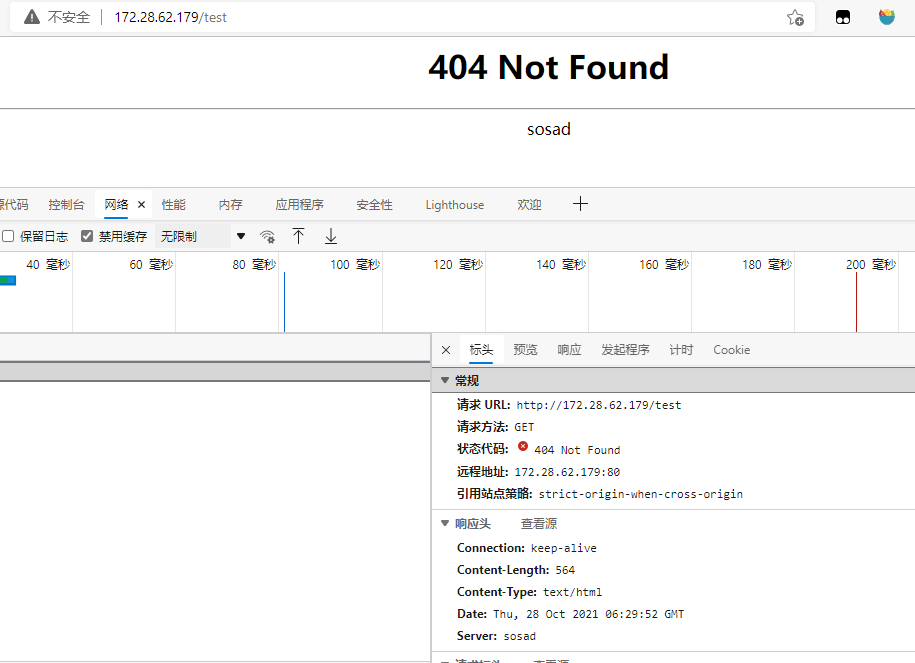 不安全 172.28.62.179/test
404 Not Found
sosad
源代码 控制台 网络 性能 内存 应用程序 安全性 Lighthouse 欢迎
保留日志 禁用缓存 无限制
40 毫秒 60 毫秒 80 毫秒 100 毫秒 120 毫秒 140 毫秒 160 毫秒 180 毫秒 200 毫秒
标头 预览 响应 发起程序 计时 Cookie
常规
请求 URL: http://172.28.62.179/test
请求方法: GET
状态代码: 404 Not Found
远程地址: 172.28.62.179:80
引用站点策略: strict-origin-when-cross-origin
响应头 查看源
Connection: keep-alive
Content-Length: 564
Content-Type: text/html
Date: Thu, 28 Oct 2021 06:29:52 GMT
Server: sosad